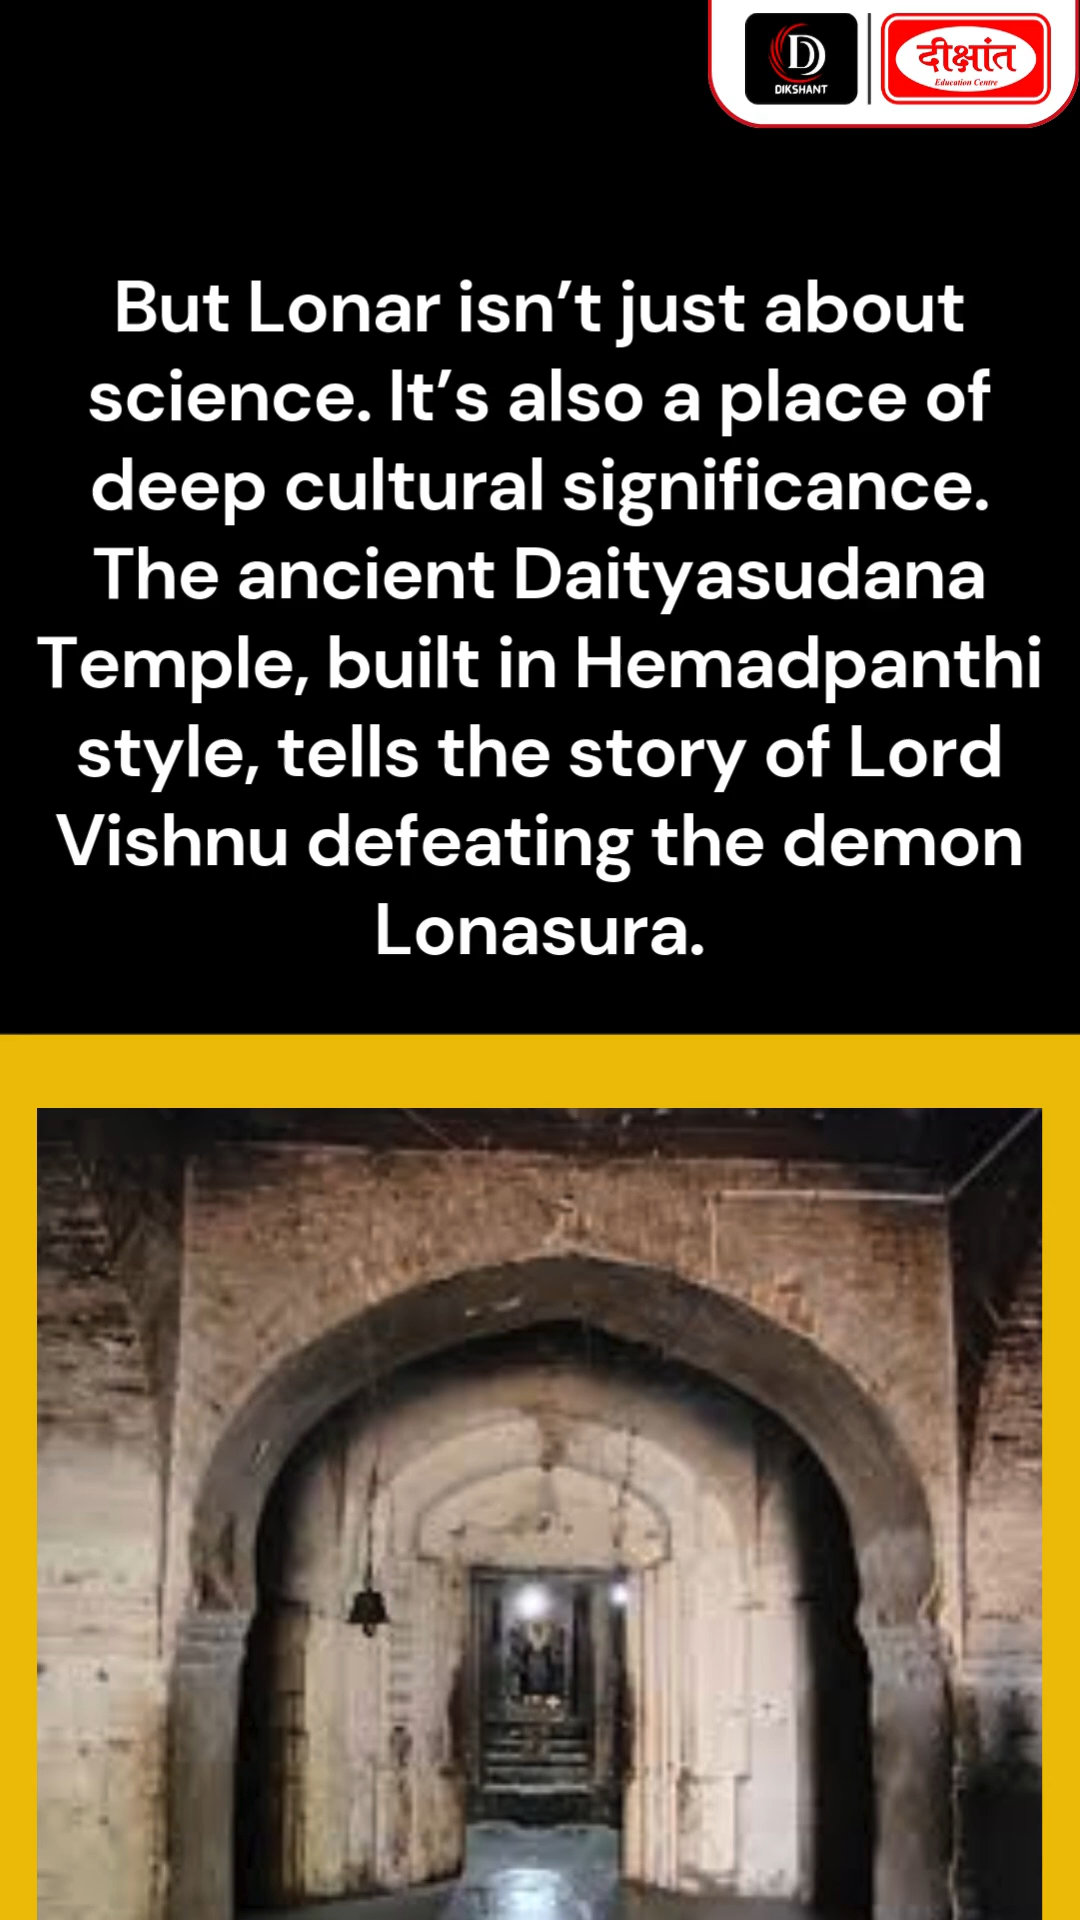 DIKSHANT
दीक्षांत
Education Centre
But Lonar isn’t just about
science. It’s also a place of
deep cultural significance.
The ancient Daityasudana
Temple, built in Hemadpanthi
style, tells the story of Lord
Vishnu defeating the demon
Lonasura.